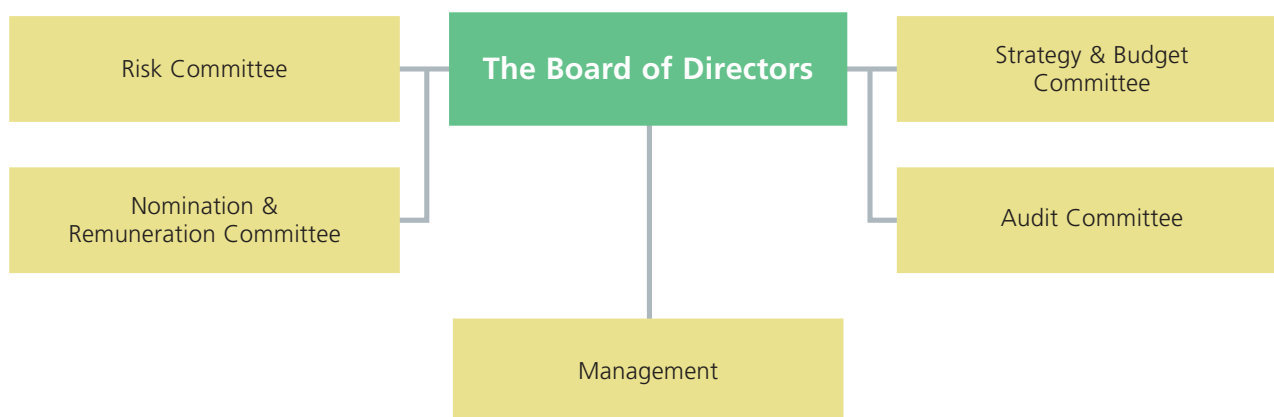 Risk Committee
The Board of Directors
Strategy & Budget
Committee
Nomination &
Remuneration Committee
Audit Committee
Management